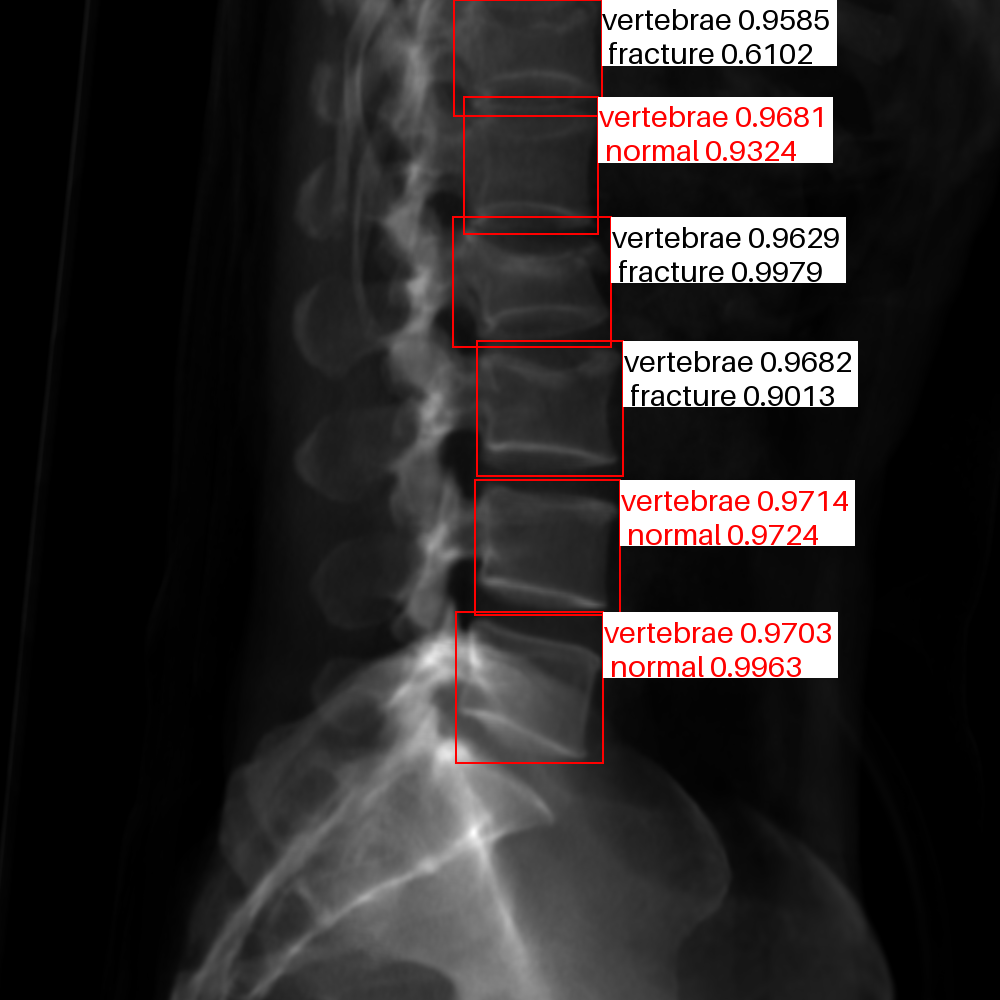 vertebrae 0.9585
fracture 0.6102
vertebrae 0.9681
normal 0.9324
vertebrae 0.9629
fracture 0.9979
vertebrae 0.9682
fracture 0.9013
vertebrae 0.9714
normal 0.9724
vertebrae 0.9703
normal 0.9963